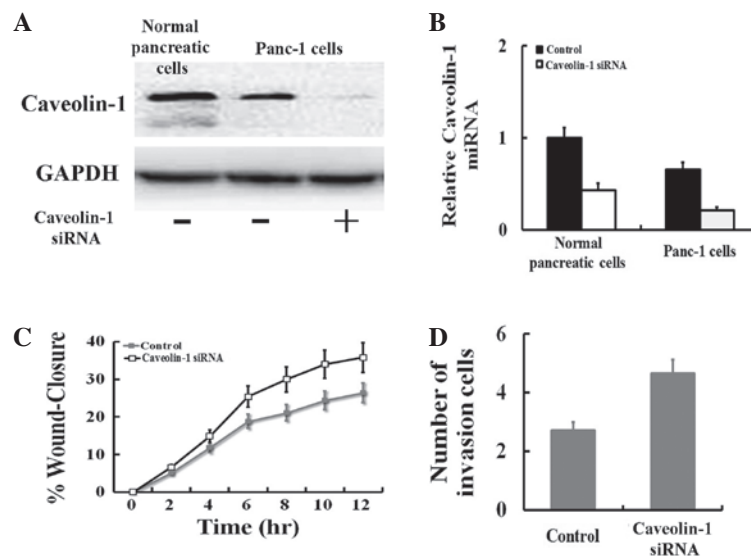 A
Normal
pancreatic
cells
Panc-1 cells
Caveolin-1
GAPDH
Caveolin-1
siRNA
− − +
B
Relative Caveolin-1
miRNA
2
1
0
Control
Caveolin-1 siRNA
Normal
pancreatic cells
Panc-1 cells
C
% Wound-Closure
40
30
20
10
0
Control
Caveolin-1 siRNA
0 2 4 6 8 10 12
Time (hr)
D
Number of
invasion cells
6
4
2
0
Control
Caveolin-1
siRNA